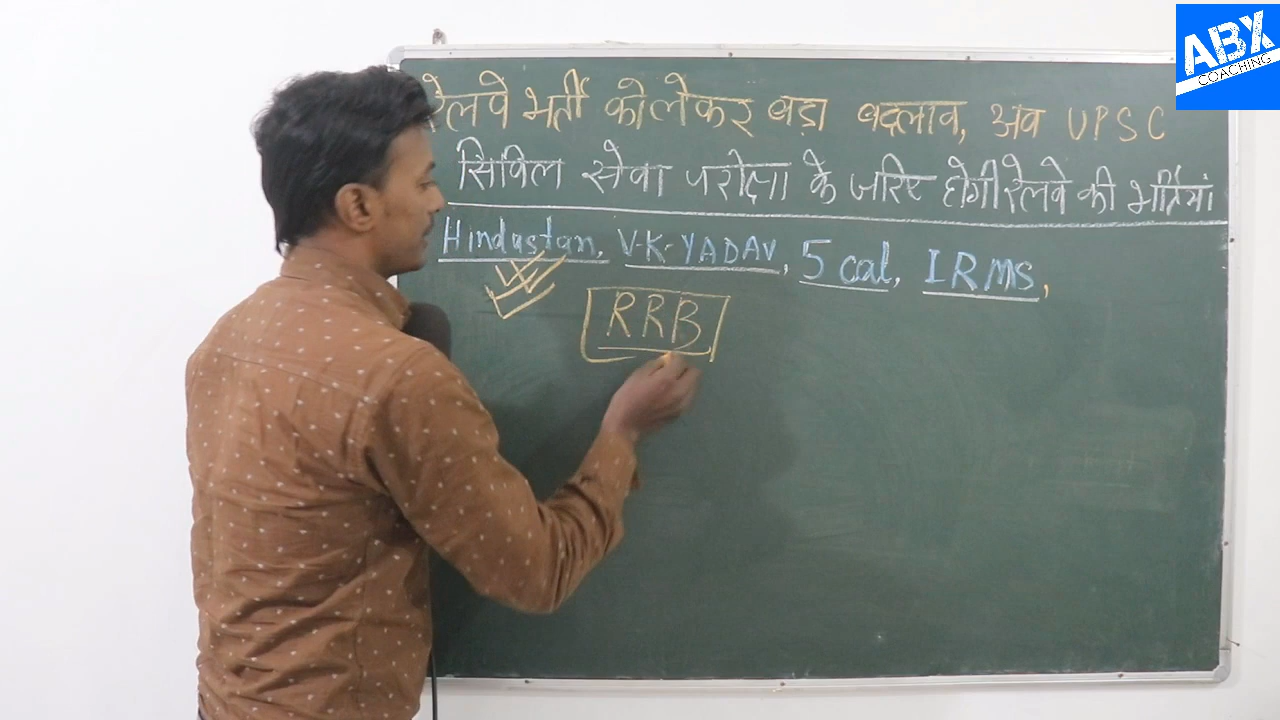 ABX
COACHING
रेलवे भर्ती को लेकर बड़ा बदलाव, अब UPSC
सिविल सेवा परीक्षा के जरिए होगी रेलवे की भर्तियां
Hindustan, V.K. YADAV, 5 cal, IRMS,
RRB